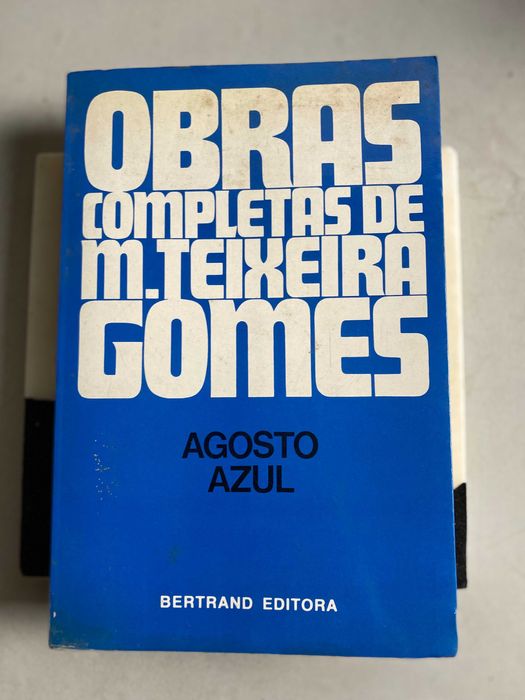 OBRAS
COMPLETAS DE
M. TEIXEIRA
GOMES
AGOSTO
AZUL
BERTRAND EDITORA